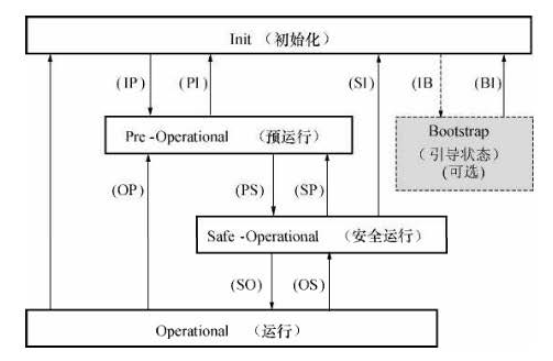 Init （初始化）
(IP)
(PI)
(SI)
(IB
(BI)
Pre -Operational （预运行）
Bootstrap
（引导状态）
(可选)
(OP)
(PS)
(SP)
Safe -Operational （安全运行）
(SO)
(OS)
Operational （运行）